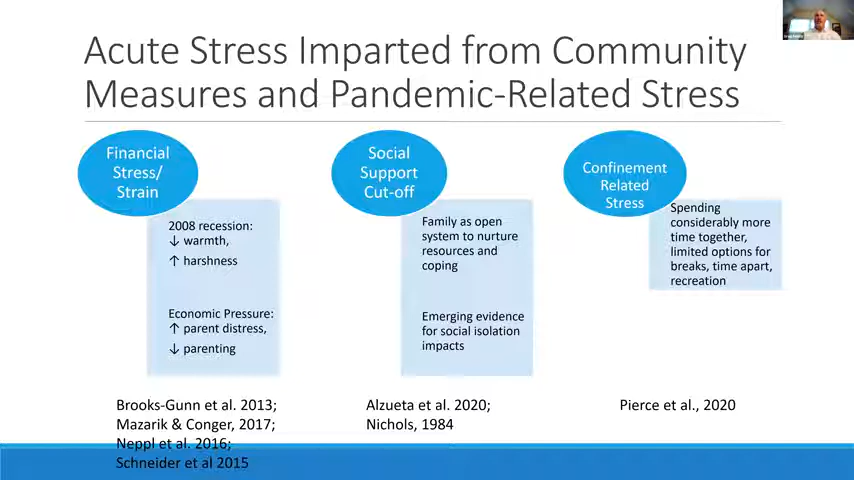 Acute Stress Imparted from Community
Measures and Pandemic-Related Stress
Financial
Stress/
Strain
2008 recession:
↓ warmth,
↑ harshness
Economic Pressure:
↑ parent distress,
↓ parenting
Brooks-Gunn et al. 2013;
Mazarik & Conger, 2017;
Neppl et al. 2016;
Schneider et al 2015
Social
Support
Cut-off
Family as open
system to nurture
resources and
coping
Emerging evidence
for social isolation
impacts
Alzueta et al. 2020;
Nichols, 1984
Confinement
Related
Stress
Spending
considerably more
time together,
limited options for
breaks, time apart,
recreation
Pierce et al., 2020